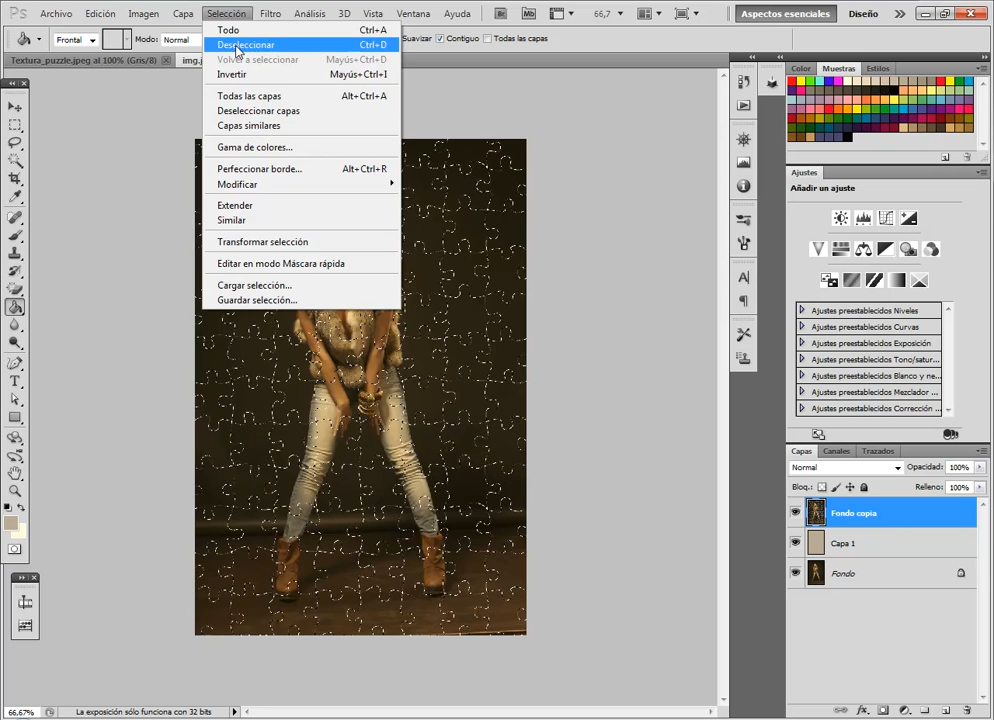 Ps Archivo Edición Imagen Capa Selección Filtro Análisis 3D Vista Ventana Ayuda Br Mb 66,7 Aspectos esenciales Diseño
Frontal Modo: Normal Suavizar Contiguo Todas las capas
Textura_puzzle.jpeg al 100% (Gris/8) × img.j
Todo Ctrl+A
Deseleccionar Ctrl+D
Volver a seleccionar Mayús+Ctrl+D
Invertir Mayús+Ctrl+I
Todas las capas Alt+Ctrl+A
Deseleccionar capas
Capas similares
Gama de colores...
Perfeccionar borde... Alt+Ctrl+R
Modificar
Extender
Similar
Transformar selección
Editar en modo Máscara rápida
Cargar selección...
Guardar selección...
Color Muestras Estilos
Ajustes
Añadir un ajuste
Ajustes preestablecidos Niveles
Ajustes preestablecidos Curvas
Ajustes preestablecidos Exposición
Ajustes preestablecidos Tono/satur...
Ajustes preestablecidos Blanco y ne...
Ajustes preestablecidos Mezclador ...
Ajustes preestablecidos Corrección ...
Capas Canales Trazados
Normal Opacidad: 100%
Bloq.: Relleno: 100%
Fondo copia
Capa 1
Fondo
66,67% La exposición sólo funciona con 32 bits